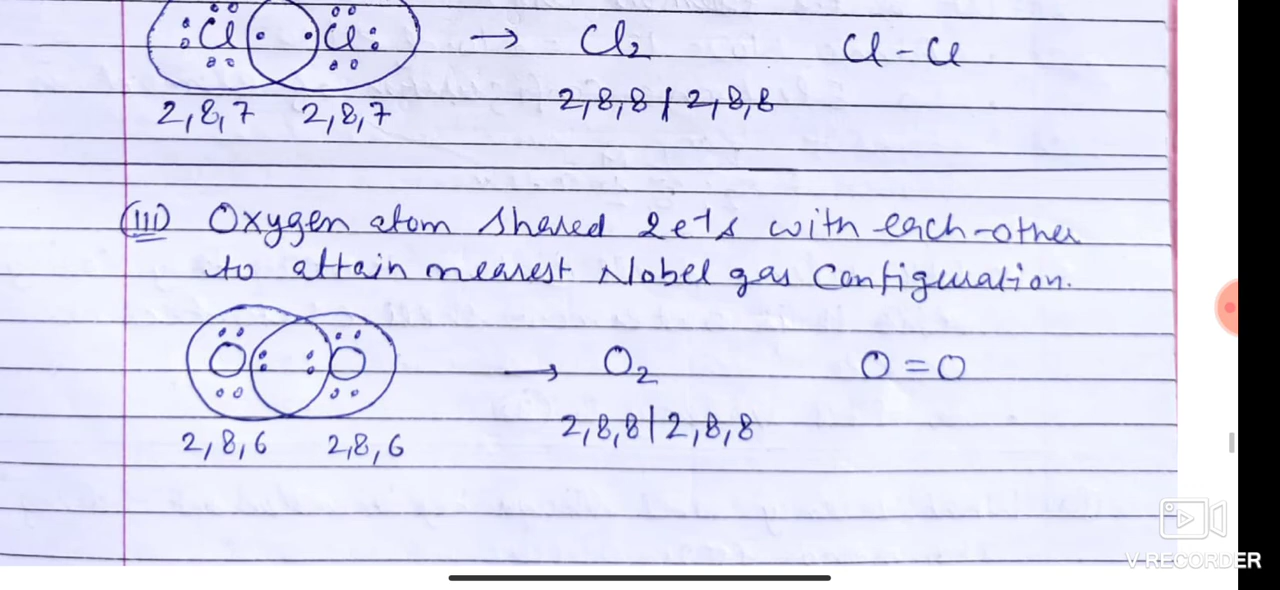 :Cl· ·Cl: → Cl₂ Cl - Cl
2,8,7 2,8,7 2,8,8 / 2,8,8
(III) Oxygen atom shared 2e⁻s with each-other
to attain nearest Nobel gas Configuration.
O: :O → O₂ O = O
2,8,6 2,8,6 2,8,8 | 2,8,8
V-RECORDER